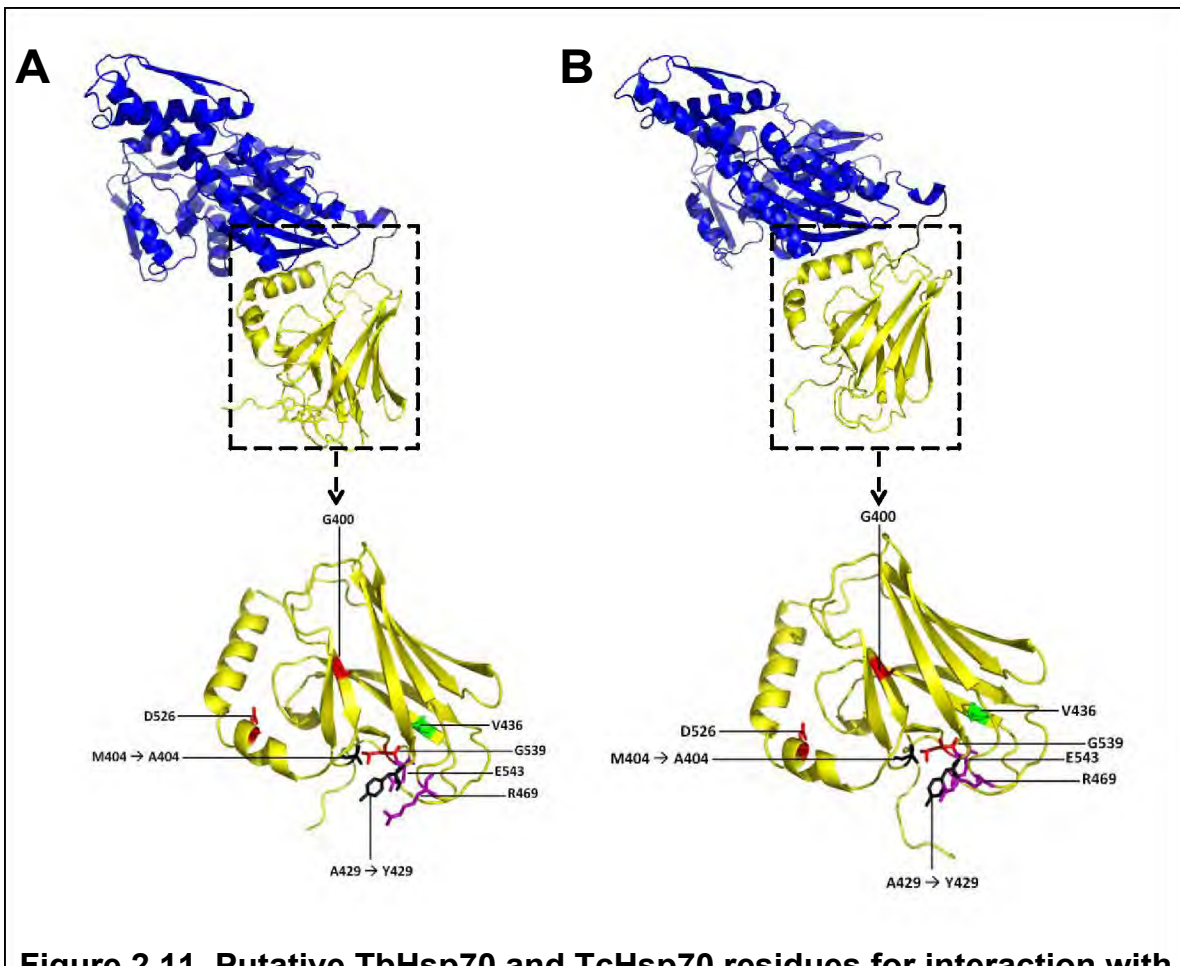 A
B
G400
G400
D526
V436
M404 → A404
G539
E543
R469
A429 → Y429
D526
V436
M404 → A404
G539
E543
R469
A429 → Y429
Figure 2.11. Putative TbHsp70 and TcHsp70 residues for interaction with